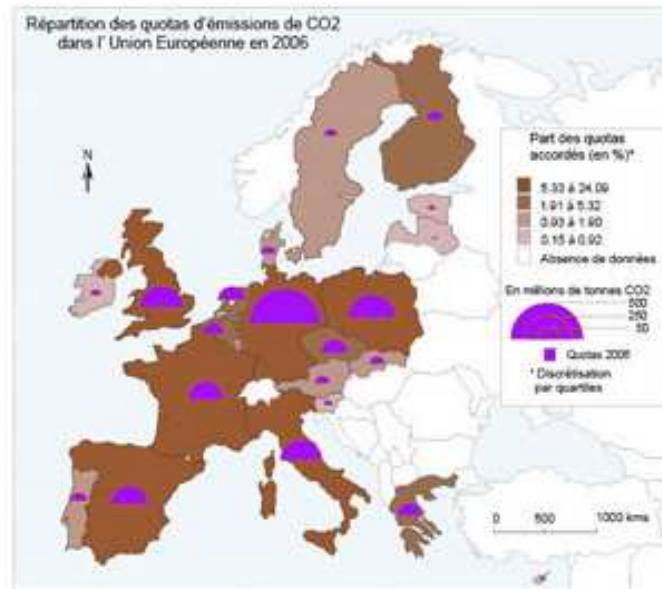 Répartition des quotas d'émissions de CO2
dans l' Union Européenne en 2006
N
Part des quotas
accordés (en %)*
5.33 à 24.09
1.91 à 5.32
0.93 à 1.90
0.15 à 0.92
Absence de données
En millions de tonnes CO2
500
250
50
Quotas 2006
* Discrétisation
par quartiles
0 500 1000 kms